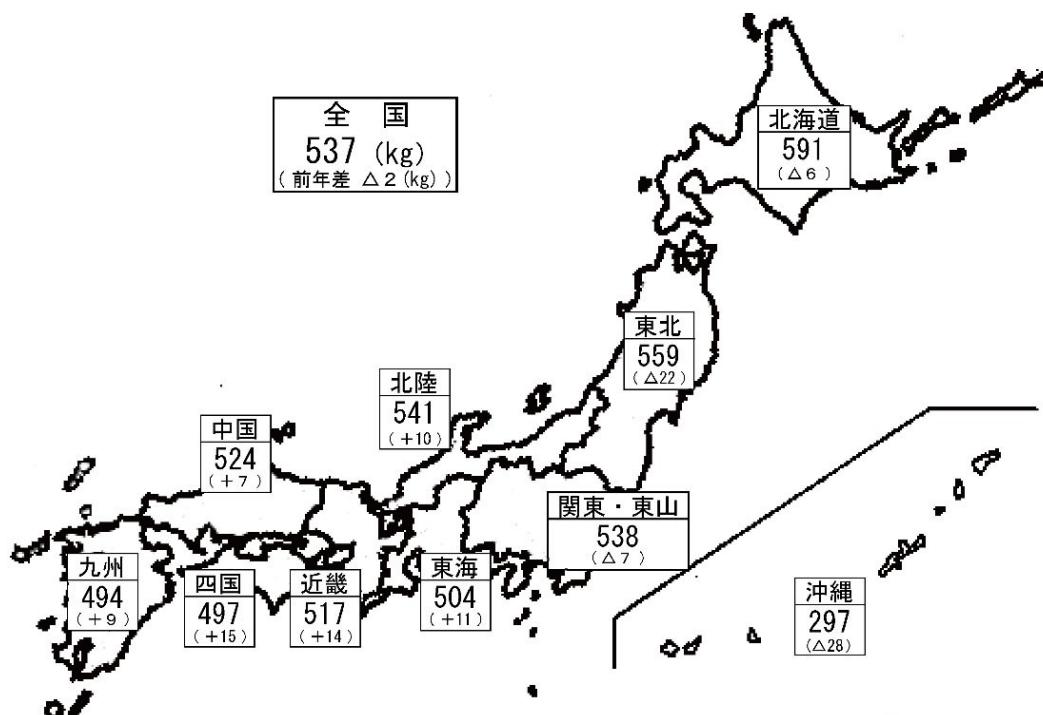 全　国
537 (kg)
( 前年差 △2 (kg) )
北海道
591
( △6 )
東北
559
( △22 )
北陸
541
( +10 )
中国
524
( +7 )
関東・東山
538
( △7 )
九州
494
( +9 )
四国
497
( +15 )
近畿
517
( +14 )
東海
504
( +11 )
沖縄
297
(△28)